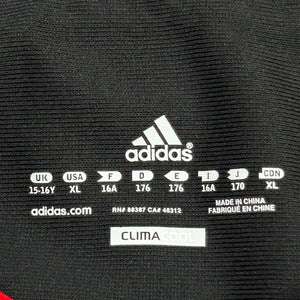 adidas
UK USA F D E I J CDN
15-16Y XL 16A 176 176 16A 170 XL
adidas.com RN# 88387 CA# 40312 MADE IN CHINA
FABRIQUÉ EN CHINE
CLIMACOOL